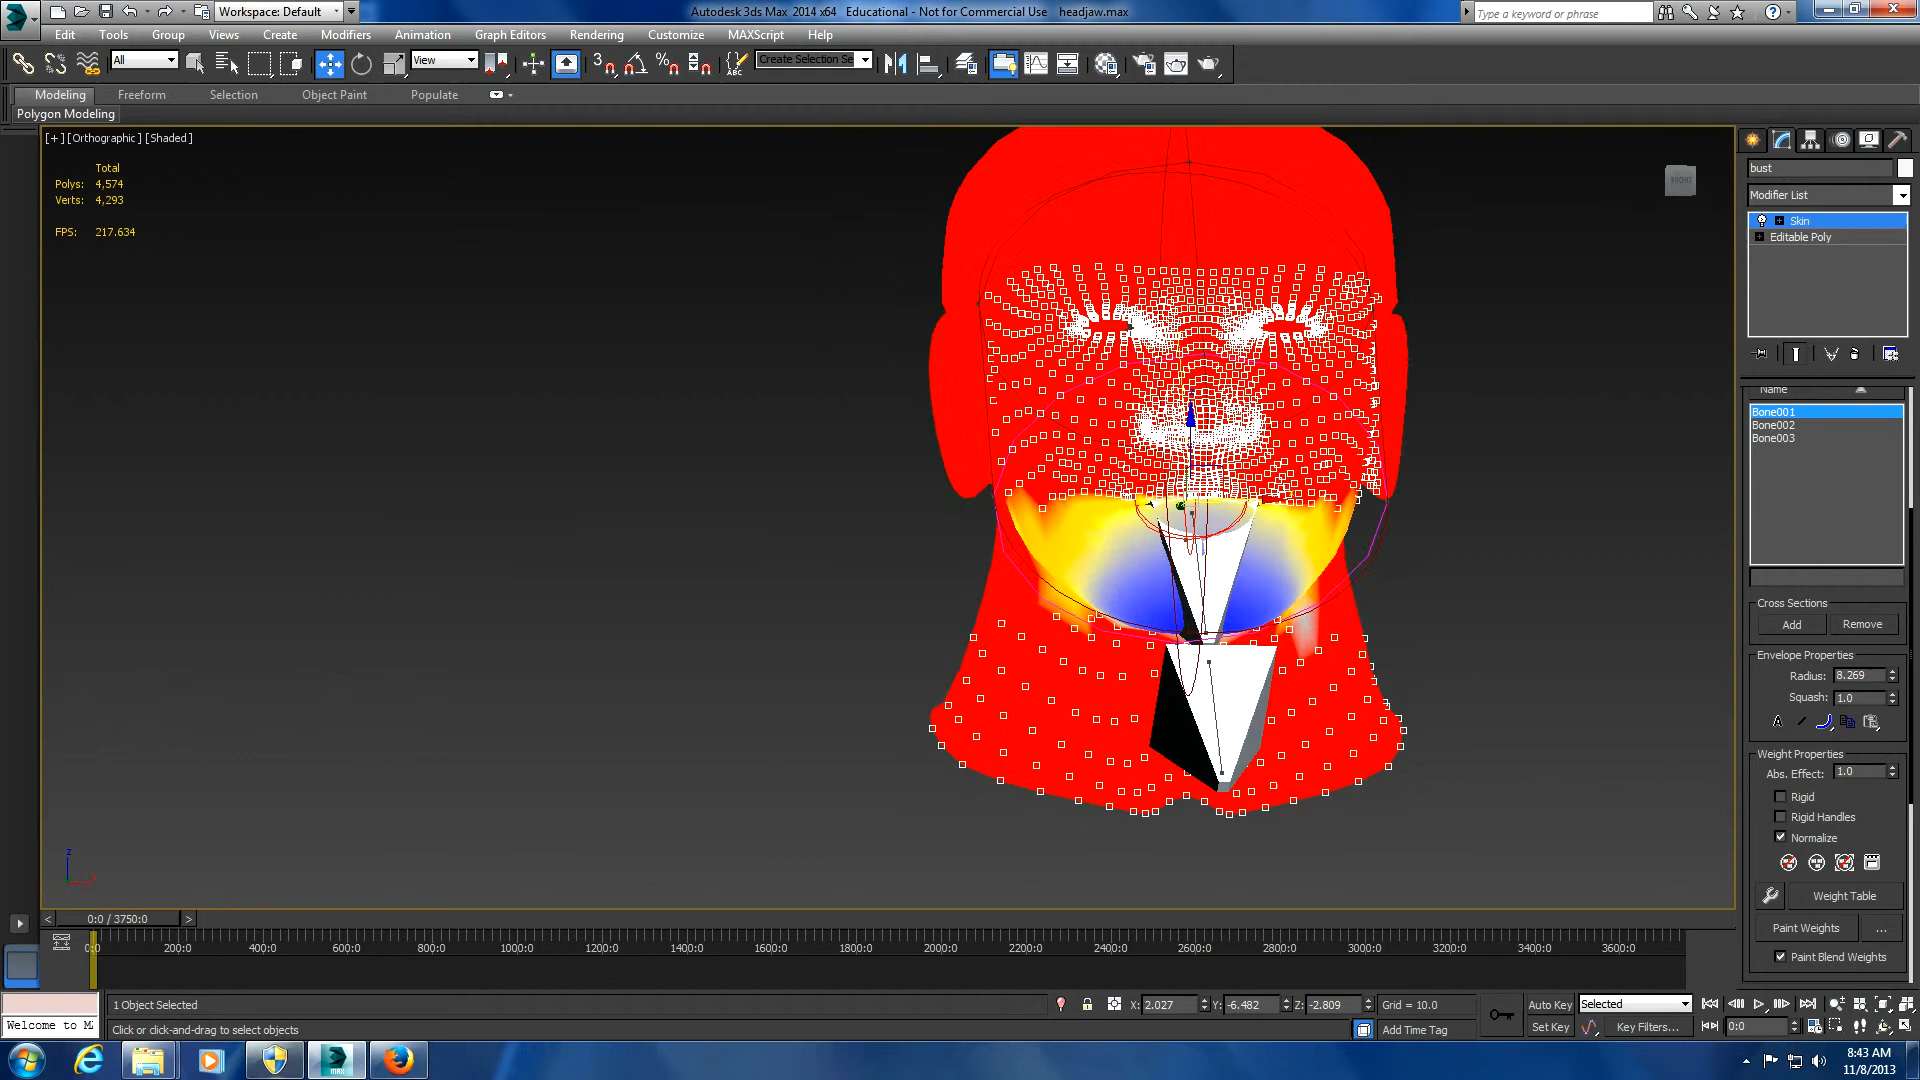 Workspace: Default
Autodesk 3ds Max 2014 x64 Educational - Not for Commercial Use headjaw.max
Type a keyword or phrase
Edit Tools Group Views Create Modifiers Animation Graph Editors Rendering Customize MAXScript Help
All
View
3
Create Selection Se
Modeling Freeform Selection Object Paint Populate
Polygon Modeling
[+] [Orthographic] [Shaded]
Total
Polys: 4,574
Verts: 4,293
FPS: 217.634
FRONT
bust
Modifier List
Skin
Editable Poly
Name
Bone001
Bone002
Bone003
Cross Sections
Add Remove
Envelope Properties
Radius: 8.269
Squash: 1.0
A
Weight Properties
Abs. Effect: 1.0
Rigid
Rigid Handles
Normalize
Weight Table
Paint Weights ...
Paint Blend Weights
z
x
< 0:0 / 3750:0 >
0:0 200:0 400:0 600:0 800:0 1000:0 1200:0 1400:0 1600:0 1800:0 2000:0 2200:0 2400:0 2600:0 2800:0 3000:0 3200:0 3400:0 3600:0
1 Object Selected
X: 2.027 Y: -6.482 Z: -2.809 Grid = 10.0
Auto Key Selected
Welcome to M
Click or click-and-drag to select objects
Add Time Tag
Set Key Key Filters... 0:0
MAX
8:43 AM
11/8/2013